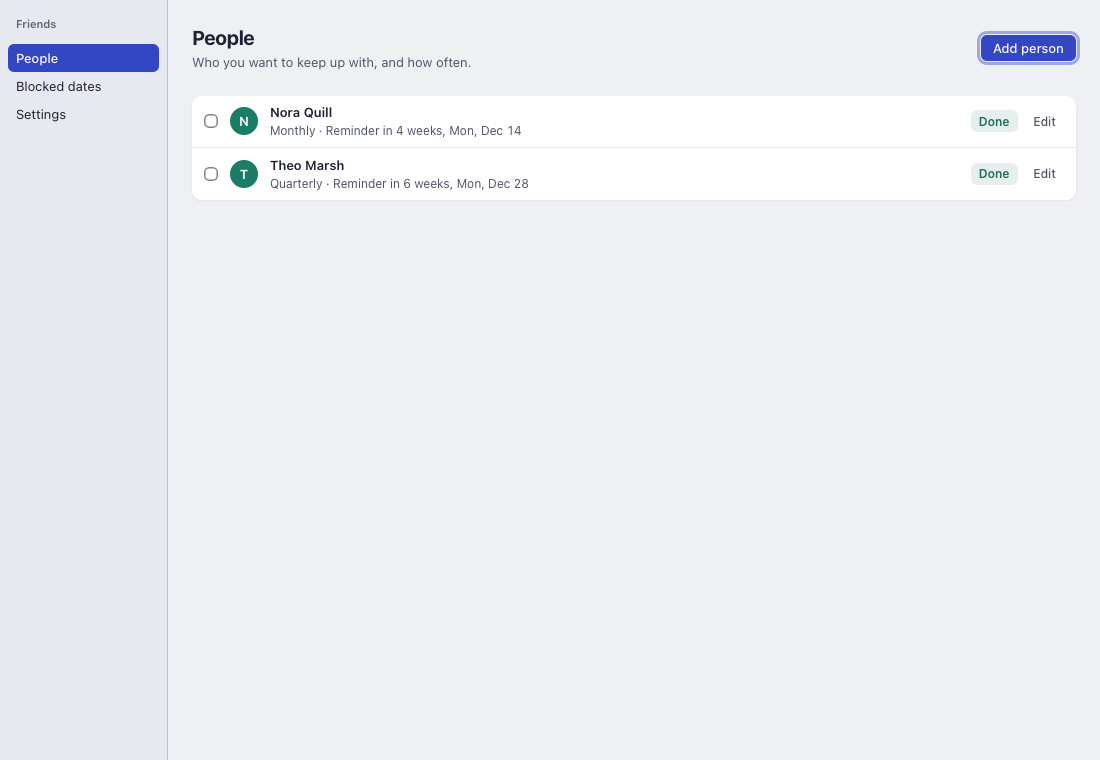 Friends
People
Blocked dates
Settings
People
Who you want to keep up with, and how often.
Add person
N
Nora Quill
Monthly · Reminder in 4 weeks, Mon, Dec 14
Done
Edit
T
Theo Marsh
Quarterly · Reminder in 6 weeks, Mon, Dec 28
Done
Edit